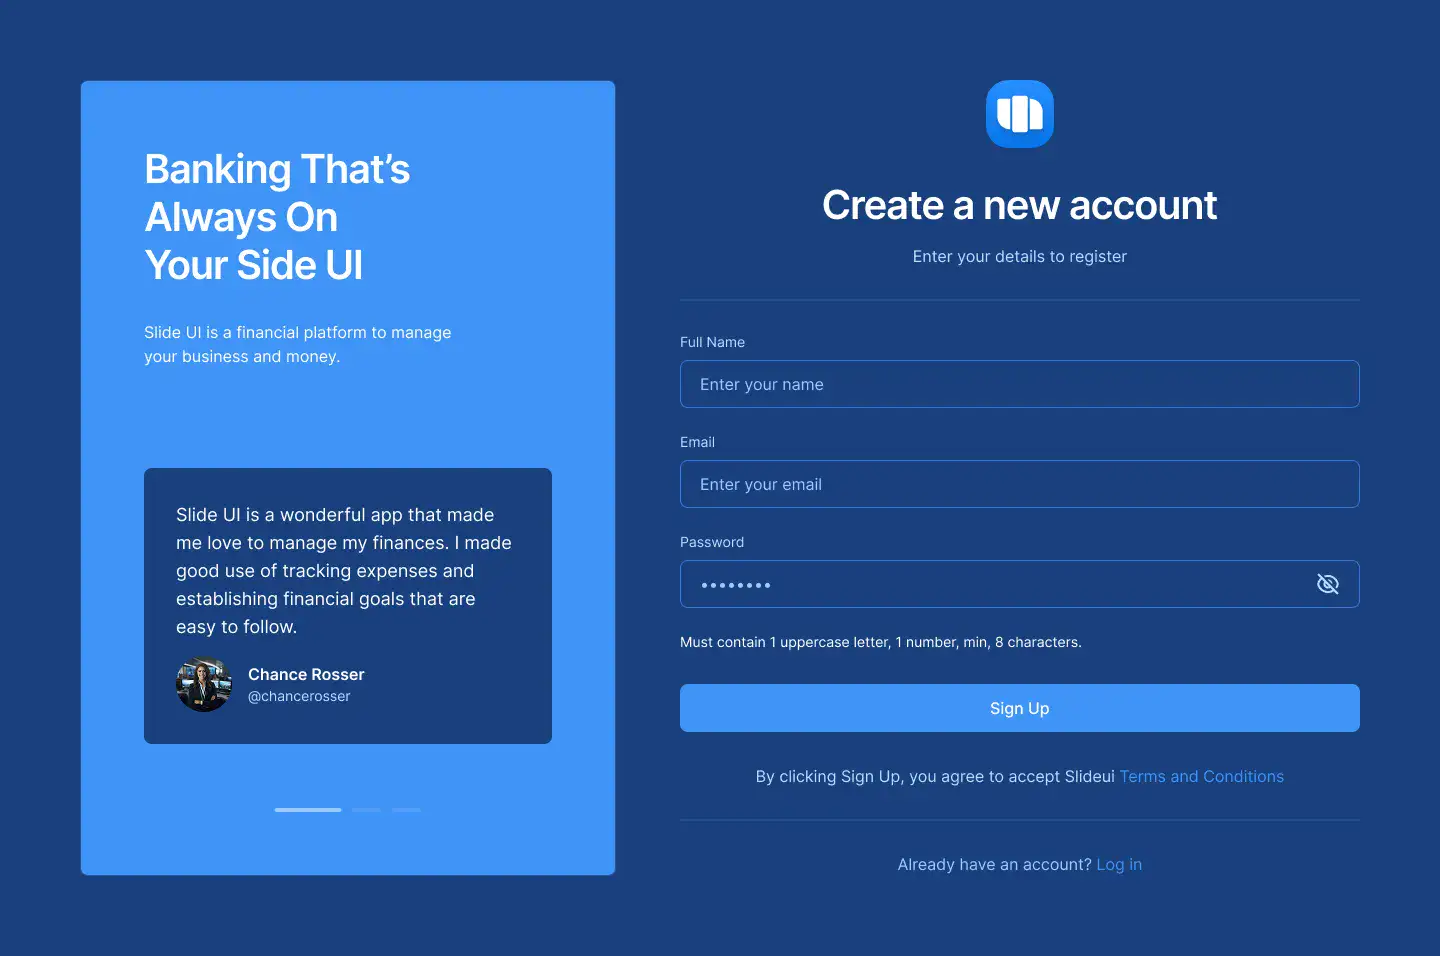 Banking That’s
Always On
Your Side UI
Slide UI is a financial platform to manage
your business and money.
Slide UI is a wonderful app that made
me love to manage my finances. I made
good use of tracking expenses and
establishing financial goals that are
easy to follow.
Chance Rosser
@chancerosser
Create a new account
Enter your details to register
Full Name
Enter your name
Email
Enter your email
Password
••••••••
Must contain 1 uppercase letter, 1 number, min, 8 characters.
Sign Up
By clicking Sign Up, you agree to accept Slideui Terms and Conditions
Already have an account? Log in